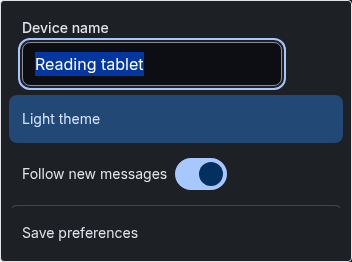 Device name
Reading tablet
Light theme
Follow new messages
Save preferences